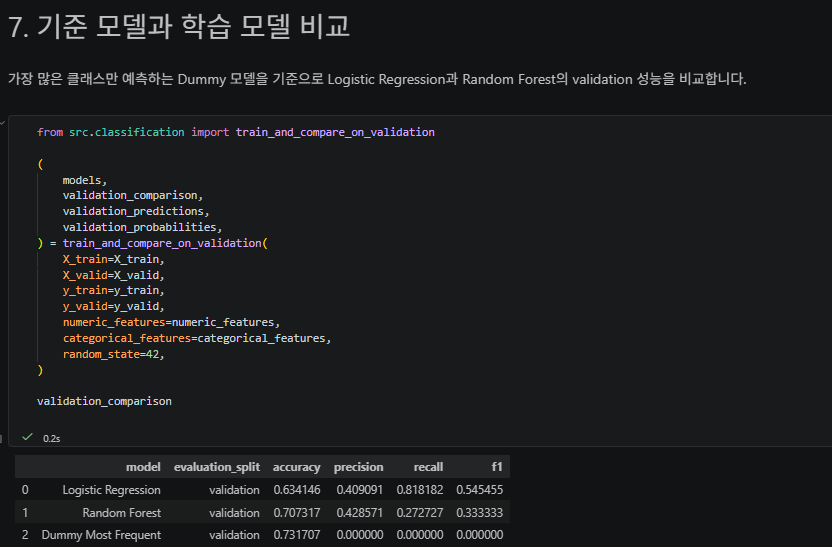 7. 기준 모델과 학습 모델 비교
가장 많은 클래스만 예측하는 Dummy 모델을 기준으로 Logistic Regression과 Random Forest의 validation 성능을 비교합니다.
from src.classification import train_and_compare_on_validation
(
    models,
    validation_comparison,
    validation_predictions,
    validation_probabilities,
) = train_and_compare_on_validation(
    X_train=X_train,
    X_valid=X_valid,
    y_train=y_train,
    y_valid=y_valid,
    numeric_features=numeric_features,
    categorical_features=categorical_features,
    random_state=42,
)
validation_comparison
0.2s
model evaluation_split accuracy precision recall f1
0 Logistic Regression validation 0.634146 0.409091 0.818182 0.545455
1 Random Forest validation 0.707317 0.428571 0.272727 0.333333
2 Dummy Most Frequent validation 0.731707 0.000000 0.000000 0.000000